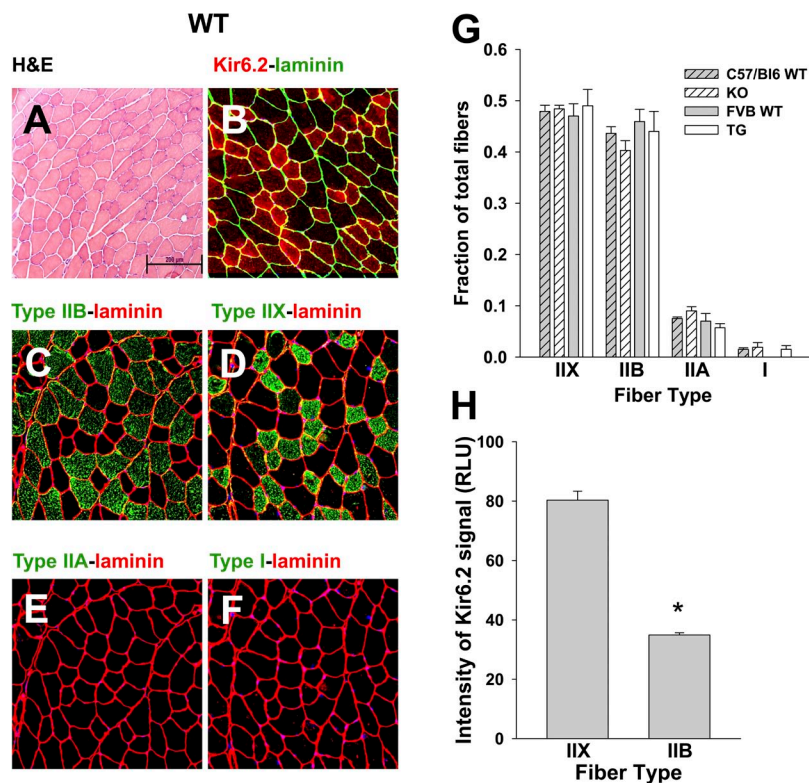 WT
H&E
Kir6.2-laminin
A
B
200 µm
Type IIB-laminin
Type IIX-laminin
C
D
Type IIA-laminin
Type I-laminin
E
F
G
0.6
0.5
0.4
0.3
0.2
0.1
0.0
Fraction of total fibers
C57/Bl6 WT
KO
FVB WT
TG
IIX
IIB
IIA
I
Fiber Type
H
100
80
60
40
20
0
Intensity of Kir6.2 signal (RLU)
*
IIX
IIB
Fiber Type